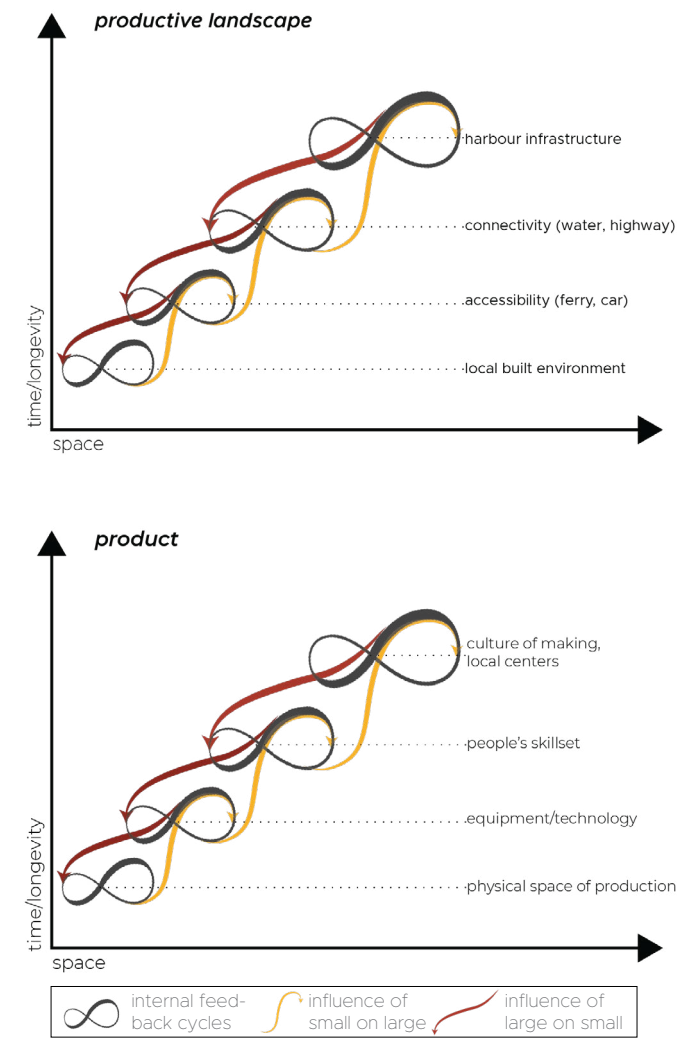 productive landscape
harbour infrastructure
connectivity (water, highway)
accessibility (ferry, car)
local built environment
time/longevity
space
product
culture of making,
local centers
people's skillset
equipment/technology
physical space of production
time/longevity
space
internal feed-
back cycles
influence of
small on large
influence of
large on small